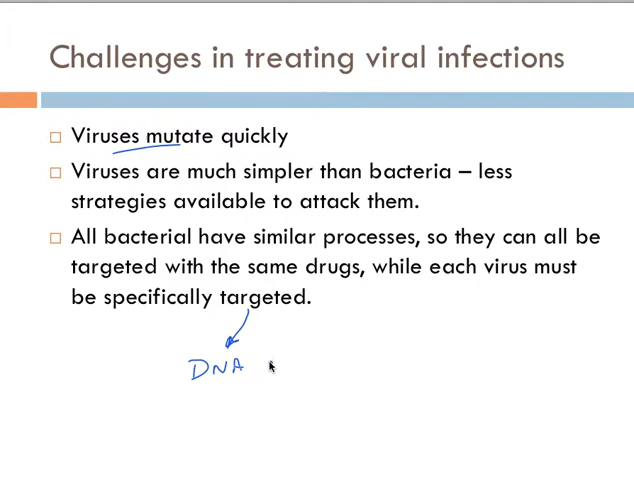 Challenges in treating viral infections
Viruses mutate quickly
Viruses are much simpler than bacteria – less
strategies available to attack them.
All bacterial have similar processes, so they can all be
targeted with the same drugs, while each virus must
be specifically targeted.
DNA